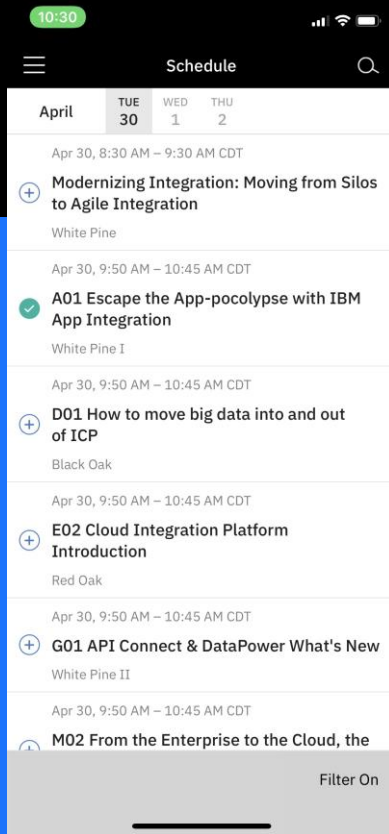 10:30
Schedule
April
TUE WED THU
30 1 2
Apr 30, 8:30 AM – 9:30 AM CDT
Modernizing Integration: Moving from Silos
to Agile Integration
White Pine
Apr 30, 9:50 AM – 10:45 AM CDT
A01 Escape the App-pocolypse with IBM
App Integration
White Pine I
Apr 30, 9:50 AM – 10:45 AM CDT
D01 How to move big data into and out
of ICP
Black Oak
Apr 30, 9:50 AM – 10:45 AM CDT
E02 Cloud Integration Platform
Introduction
Red Oak
Apr 30, 9:50 AM – 10:45 AM CDT
G01 API Connect & DataPower What's New
White Pine II
Apr 30, 9:50 AM – 10:45 AM CDT
M02 From the Enterprise to the Cloud, the
Filter On